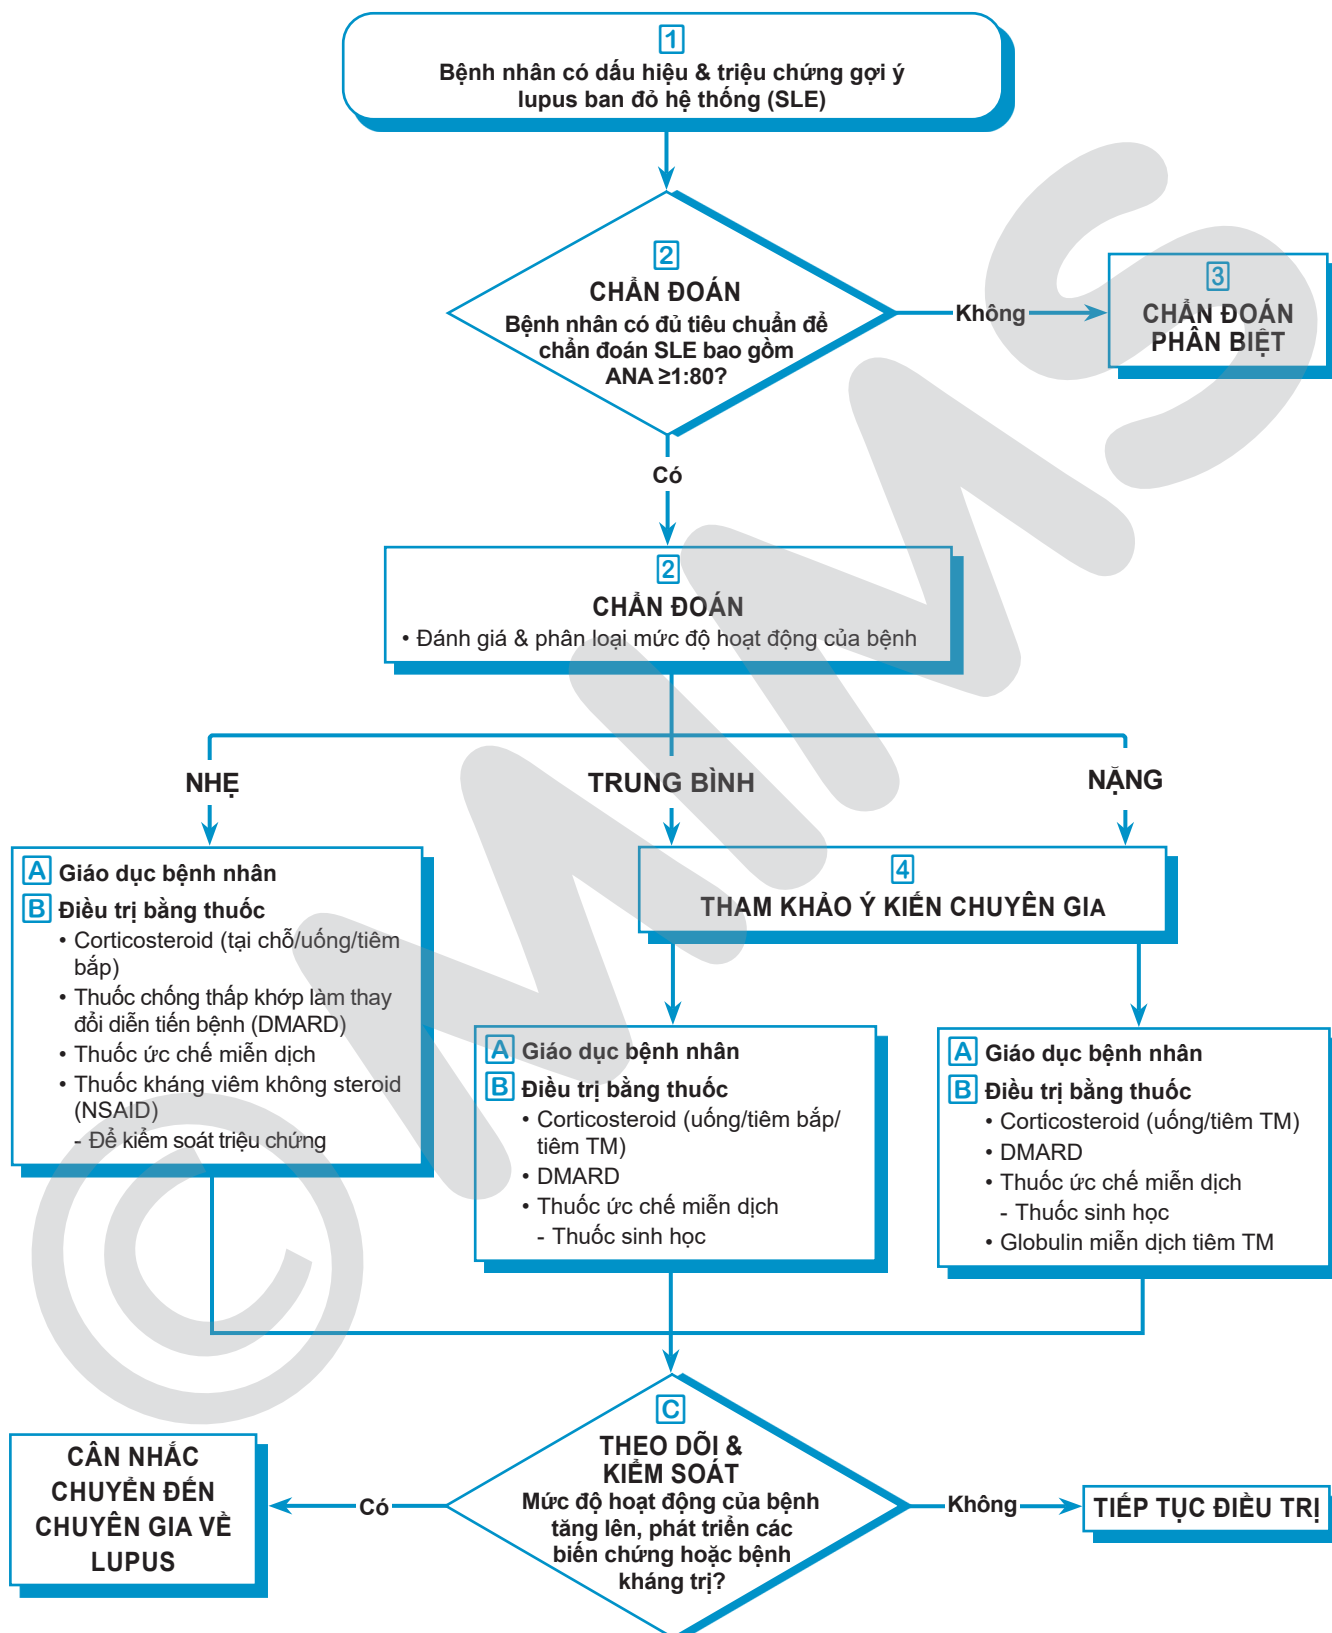 1
Bệnh nhân có dấu hiệu & triệu chứng gợi ý
lupus ban đỏ hệ thống (SLE)
2
CHẨN ĐOÁN
Bệnh nhân có đủ tiêu chuẩn để
chẩn đoán SLE bao gồm
ANA ≥1:80?
Không
3
CHẨN ĐOÁN
PHÂN BIỆT
Có
2
CHẨN ĐOÁN
• Đánh giá & phân loại mức độ hoạt động của bệnh
NHẸ
TRUNG BÌNH
NẶNG
A Giáo dục bệnh nhân
B Điều trị bằng thuốc
• Corticosteroid (tại chỗ/uống/tiêm
bắp)
• Thuốc chống thấp khớp làm thay
đổi diễn tiến bệnh (DMARD)
• Thuốc ức chế miễn dịch
• Thuốc kháng viêm không steroid
(NSAID)
- Để kiểm soát triệu chứng
4
THAM KHẢO Ý KIẾN CHUYÊN GIA
A Giáo dục bệnh nhân
B Điều trị bằng thuốc
• Corticosteroid (uống/tiêm bắp/
tiêm TM)
• DMARD
• Thuốc ức chế miễn dịch
- Thuốc sinh học
A Giáo dục bệnh nhân
B Điều trị bằng thuốc
• Corticosteroid (uống/tiêm TM)
• DMARD
• Thuốc ức chế miễn dịch
- Thuốc sinh học
• Globulin miễn dịch tiêm TM
C
THEO DÕI &
KIỂM SOÁT
Mức độ hoạt động của bệnh
tăng lên, phát triển các
biến chứng hoặc bệnh
kháng trị?
Có
CÂN NHẮC
CHUYỂN ĐẾN
CHUYÊN GIA VỀ
LUPUS
Không
TIẾP TỤC ĐIỀU TRỊ
©MIMS